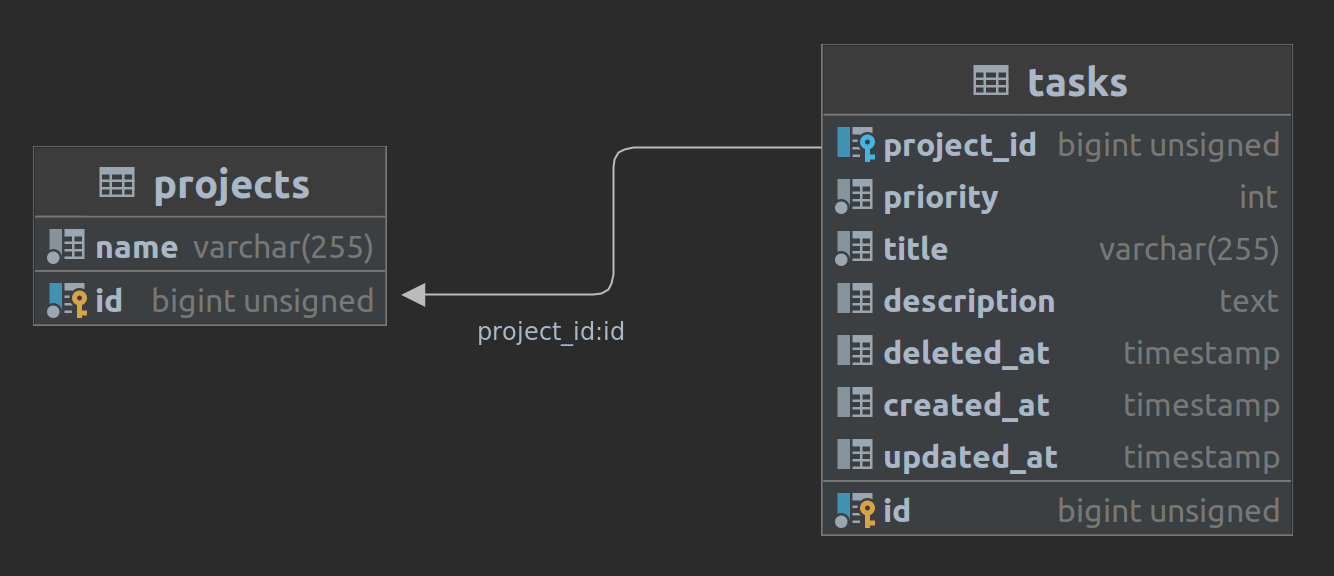 projects
name varchar(255)
id bigint unsigned
project_id:id
tasks
project_id bigint unsigned
priority int
title varchar(255)
description text
deleted_at timestamp
created_at timestamp
updated_at timestamp
id bigint unsigned